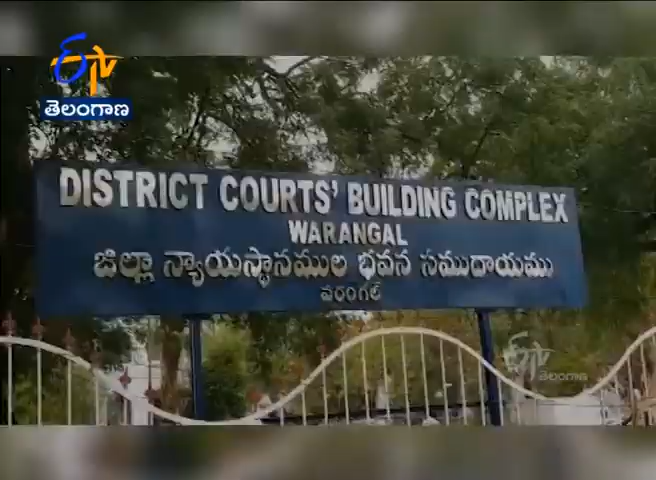 ETV
తెలంగాణ
DISTRICT COURTS' BUILDING COMPLEX
WARANGAL
జిల్లా న్యాయస్థానముల భవన సముదాయము
వరంగల్
ETV
తెలంగాణ